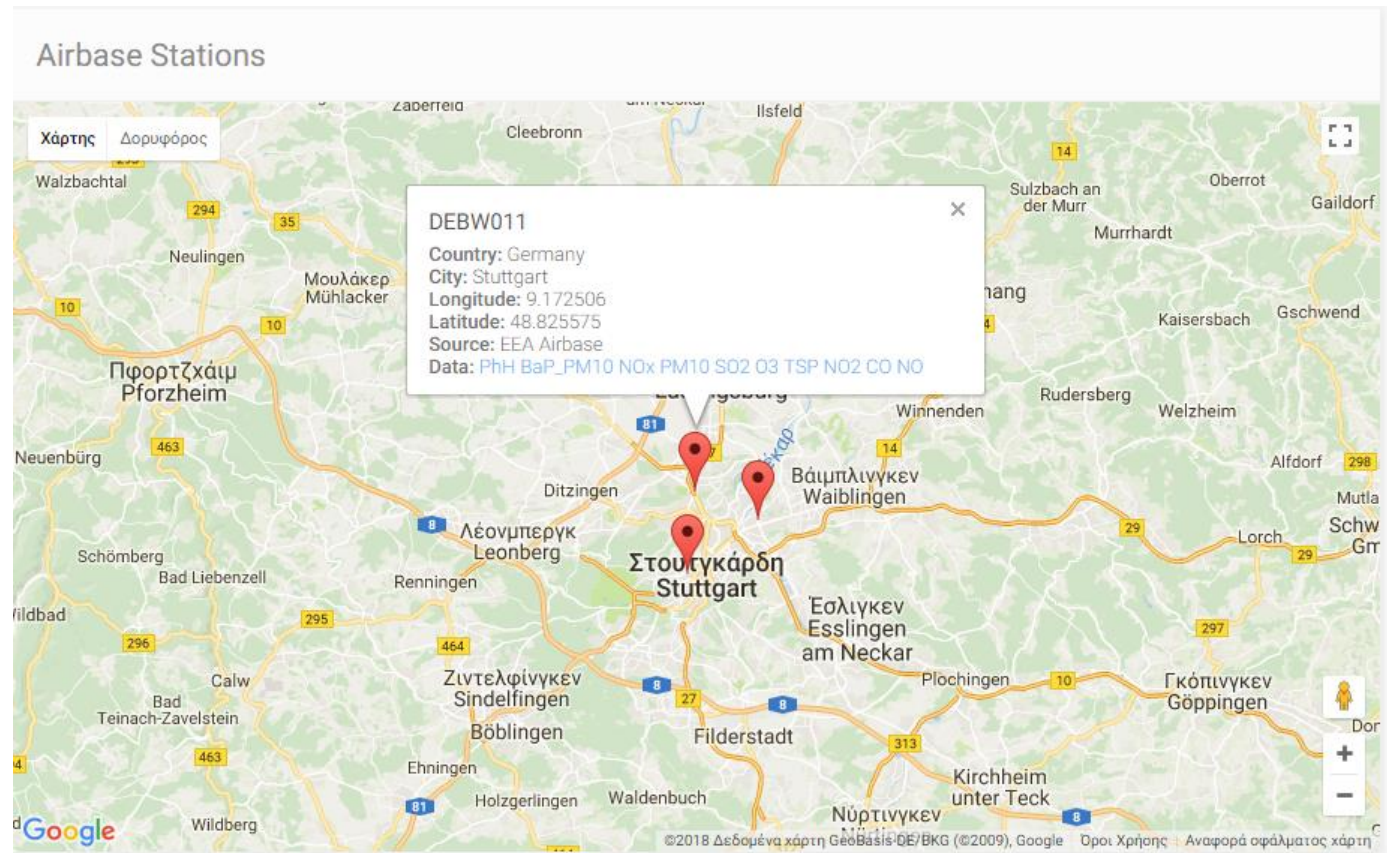 Airbase Stations
Zaberfeld
Ilsfeld
Cleebronn
Χάρτης Δορυφόρος
14
Walzbachtal
Oberrot
Sulzbach an
der Murr
Gaildorf
294
35
DEBW011
Murrhardt
Neulingen
Country: Germany
City: Stuttgart
Μουλάκερ
Mühlacker
Longitude: 9.172506
Latitude: 48.825575
Source: EEA Airbase
Data: PhH BaP_PM10 NOx PM10 SO2 O3 TSP NO2 CO NO
10
10
Kaisersbach
Gschwend
Πφορτζχάιμ
Pforzheim
Rudersberg
Winnenden
Welzheim
81
463
14
Neuenbürg
Alfdorf
298
Ditzingen
Βάιμπλινγκεν
Waiblingen
8
Λέονμπεργκ
Leonberg
29
Lorch
29
Schömberg
Bad Liebenzell
Renningen
Στουτγκάρδη
Stuttgart
295
Έσλιγκεν
Esslingen
am Neckar
297
296
464
Calw
Ζιντελφίνγκεν
Sindelfingen
8
27
8
Plochingen
10
Γκόπινγκεν
Göppingen
Bad
Teinach-Zavelstein
Böblingen
Filderstadt
313
463
Ehningen
Kirchheim
unter Teck
81
Holzgerlingen
Waldenbuch
Νύρτινγκεν
8
Google
Wildberg
©2018 Δεδομένα χάρτη GeoBasis-DE/BKG (©2009), Google Όροι Χρήσης Αναφορά σφάλματος χάρτη